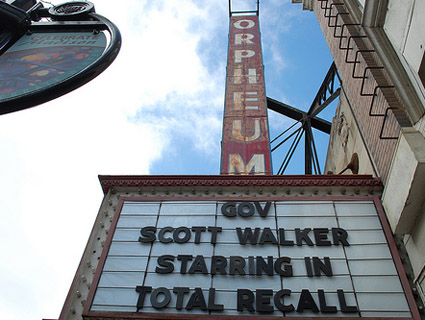 ORPHEUM
GOV
SCOTT WALKER
STARRING IN
TOTAL RECALL